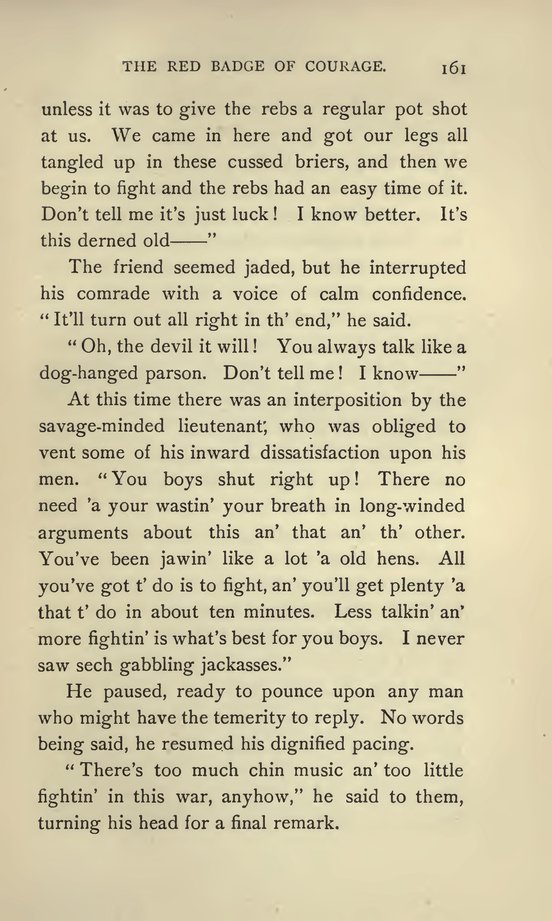 THE RED BADGE OF COURAGE. 161
unless it was to give the rebs a regular pot shot
at us. We came in here and got our legs all
tangled up in these cussed briers, and then we
begin to fight and the rebs had an easy time of it.
Don't tell me it's just luck! I know better. It's
this derned old——"
The friend seemed jaded, but he interrupted
his comrade with a voice of calm confidence.
"It'll turn out all right in th' end," he said.
"Oh, the devil it will! You always talk like a
dog-hanged parson. Don't tell me! I know——"
At this time there was an interposition by the
savage-minded lieutenant, who was obliged to
vent some of his inward dissatisfaction upon his
men. "You boys shut right up! There no
need 'a your wastin' your breath in long-winded
arguments about this an' that an' th' other.
You've been jawin' like a lot 'a old hens. All
you've got t' do is to fight, an' you'll get plenty 'a
that t' do in about ten minutes. Less talkin' an'
more fightin' is what's best for you boys. I never
saw sech gabbling jackasses."
He paused, ready to pounce upon any man
who might have the temerity to reply. No words
being said, he resumed his dignified pacing.
"There's too much chin music an' too little
fightin' in this war, anyhow," he said to them,
turning his head for a final remark.